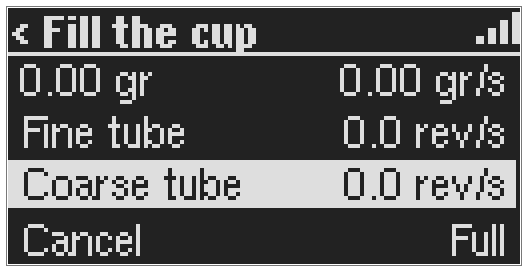 < Fill the cup
0.00 gr 0.00 gr/s
Fine tube 0.0 rev/s
Coarse tube 0.0 rev/s
Cancel Full